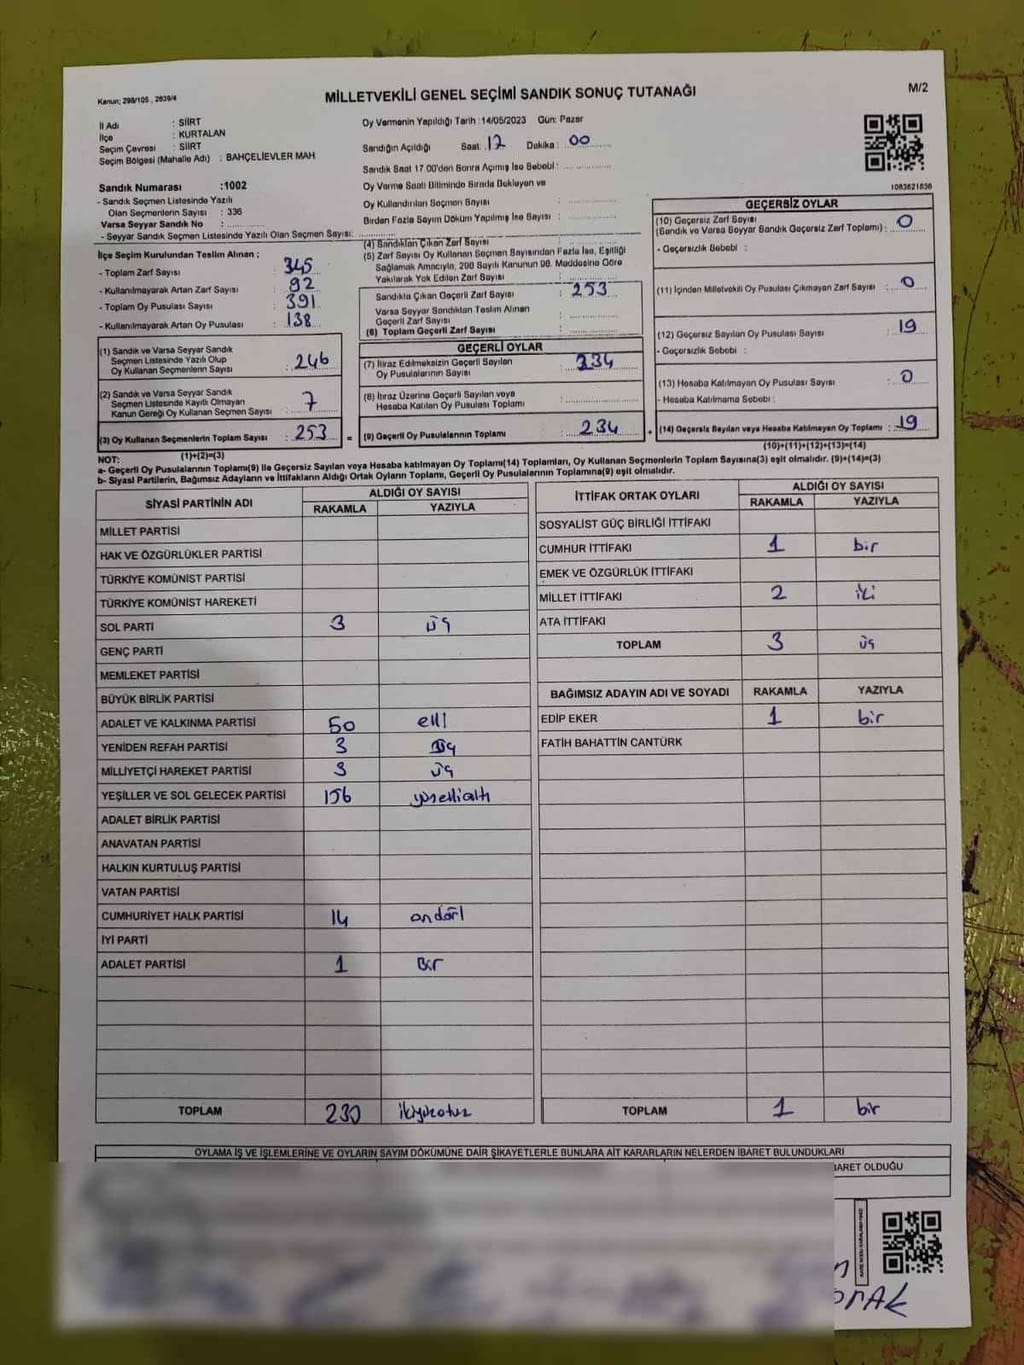 Kanun; 298/105 , 2839/4
MİLLETVEKİLİ GENEL SEÇİMİ SANDIK SONUÇ TUTANAĞI
M/2
İl Adı : SİİRT
İlçe : KURTALAN
Seçim Çevresi : SİİRT
Seçim Bölgesi (Mahalle Adı) : BAHÇELİEVLER MAH
Sandık Numarası :1002
- Sandık Seçmen Listesinde Yazılı
Olan Seçmenlerin Sayısı : 336
Varsa Seyyar Sandık No :
- Seyyar Sandık Seçmen Listesinde Yazılı Olan Seçmen Sayısı:
Oy Vermenin Yapıldığı Tarih :14/05/2023 Gün: Pazar
Sandığın Açıldığı Saat: 17 Dakika: 00
Sandık Saat 17 00'den Sonra Açımış İse Sebebi:
Oy Verme Saati Bitiminde Sırada Bekleyen ve
Oy Kullandırılan Seçmen Sayısı :
Birden Fazla Sayım Döküm Yapılmış İse Sayısı :
1083621836
İlçe Seçim Kurulundan Teslim Alınan ;
- Toplam Zarf Sayısı : 345
- Kullanılmayarak Artan Zarf Sayısı : 92
- Toplam Oy Pusulası Sayısı : 391
- Kullanılmayarak Artan Oy Pusulası : 138
(1) Sandık ve Varsa Seyyar Sandık
Seçmen Listesinde Yazılı Olup
Oy Kullanan Seçmenlerin Sayısı : 246
(2) Sandık ve Varsa Seyyar Sandık
Seçmen Listesinde Kayıtlı Olmayan
Kanun Gereği Oy Kullanan Seçmen Sayısı : 7
(3) Oy Kullanan Seçmenlerin Toplam Sayısı : 253 =
(1)+(2)=(3)
(4) Sandıktan Çıkan Zarf Sayısı
(5) Zarf Sayısı Oy Kullanan Seçmen Sayısından Fazla İse, Eşitliği
Sağlamak Amacıyla, 298 Sayılı Kanunun 98. Maddesine Göre
Yakılarak Yok Edilen Zarf Sayısı :
Sandıkta Çıkan Geçerli Zarf Sayısı : 253
Varsa Seyyar Sandıktan Teslim Alınan
Geçerli Zarf Sayısı :
(6) Toplam Geçerli Zarf Sayısı :
GEÇERLİ OYLAR
(7) İtiraz Edilmeksizin Geçerli Sayılan
Oy Pusulalarının Sayısı : 234
(8) İtiraz Üzerine Geçerli Sayılan veya
Hesaba Katılan Oy Pusulası Toplamı :
(9) Geçerli Oy Pusulalarının Toplamı : 234 +
GEÇERSİZ OYLAR
(10) Geçersiz Zarf Sayısı
(Sandık ve Varsa Seyyar Sandık Geçersiz Zarf Toplamı) : 0
- Geçersizlik Sebebi :
(11) İçinden Milletvekili Oy Pusulası Çıkmayan Zarf Sayısı : 0
(12) Geçersiz Sayılan Oy Pusulası Sayısı : 19
- Geçersizlik Sebebi :
(13) Hesaba Katılmayan Oy Pusulası Sayısı : 0
- Hesaba Katılmama Sebebi :
(14) Geçersiz Sayılan veya Hesaba Katılmayan Oy Toplamı : 19
(10)+(11)+(12)+(13)=(14)
NOT:
a- Geçerli Oy Pusulalarının Toplamı(9) ile Geçersiz Sayılan veya Hesaba katılmayan Oy Toplamı(14) Toplamları, Oy Kullanan Seçmenlerin Toplam Sayısına(3) eşit olmalıdır. (9)+(14)=(3)
b- Siyasi Partilerin, Bağımsız Adayların ve İttifakların Aldığı Ortak Oyların Toplamı, Geçerli Oy Pusulalarının Toplamına(9) eşit olmalıdır.
SİYASİ PARTİNİN ADI
ALDIĞI OY SAYISI
RAKAMLA YAZIYLA
MİLLET PARTİSİ
HAK VE ÖZGÜRLÜKLER PARTİSİ
TÜRKİYE KOMÜNİST PARTİSİ
TÜRKİYE KOMÜNİST HAREKETİ
SOL PARTİ 3 üç
GENÇ PARTİ
MEMLEKET PARTİSİ
BÜYÜK BİRLİK PARTİSİ
ADALET VE KALKINMA PARTİSİ 50 elli
YENİDEN REFAH PARTİSİ 3 üç
MİLLİYETÇİ HAREKET PARTİSİ 3 üç
YEŞİLLER VE SOL GELECEK PARTİSİ 156 yüzellialtı
ADALET BİRLİK PARTİSİ
ANAVATAN PARTİSİ
HALKIN KURTULUŞ PARTİSİ
VATAN PARTİSİ
CUMHURİYET HALK PARTİSİ 14 ondört
İYİ PARTİ
ADALET PARTİSİ 1 Bir
TOPLAM 230 ikiyüzotuz
İTTİFAK ORTAK OYLARI
ALDIĞI OY SAYISI
RAKAMLA YAZIYLA
SOSYALİST GÜÇ BİRLİĞİ İTTİFAKI
CUMHUR İTTİFAKI 1 bir
EMEK VE ÖZGÜRLÜK İTTİFAKI
MİLLET İTTİFAKI 2 iki
ATA İTTİFAKI
TOPLAM 3 üç
BAĞIMSIZ ADAYIN ADI VE SOYADI RAKAMLA YAZIYLA
EDİP EKER 1 bir
FATİH BAHATTİN CANTÜRK
TOPLAM 1 bir
OYLAMA İŞ VE İŞLEMLERİNE VE OYLARIN SAYIM DÖKÜMÜNE DAİR ŞİKAYETLERLE BUNLARA AİT KARARLARIN NELERDEN İBARET BULUNDUKLARI
BARET OLDUĞU